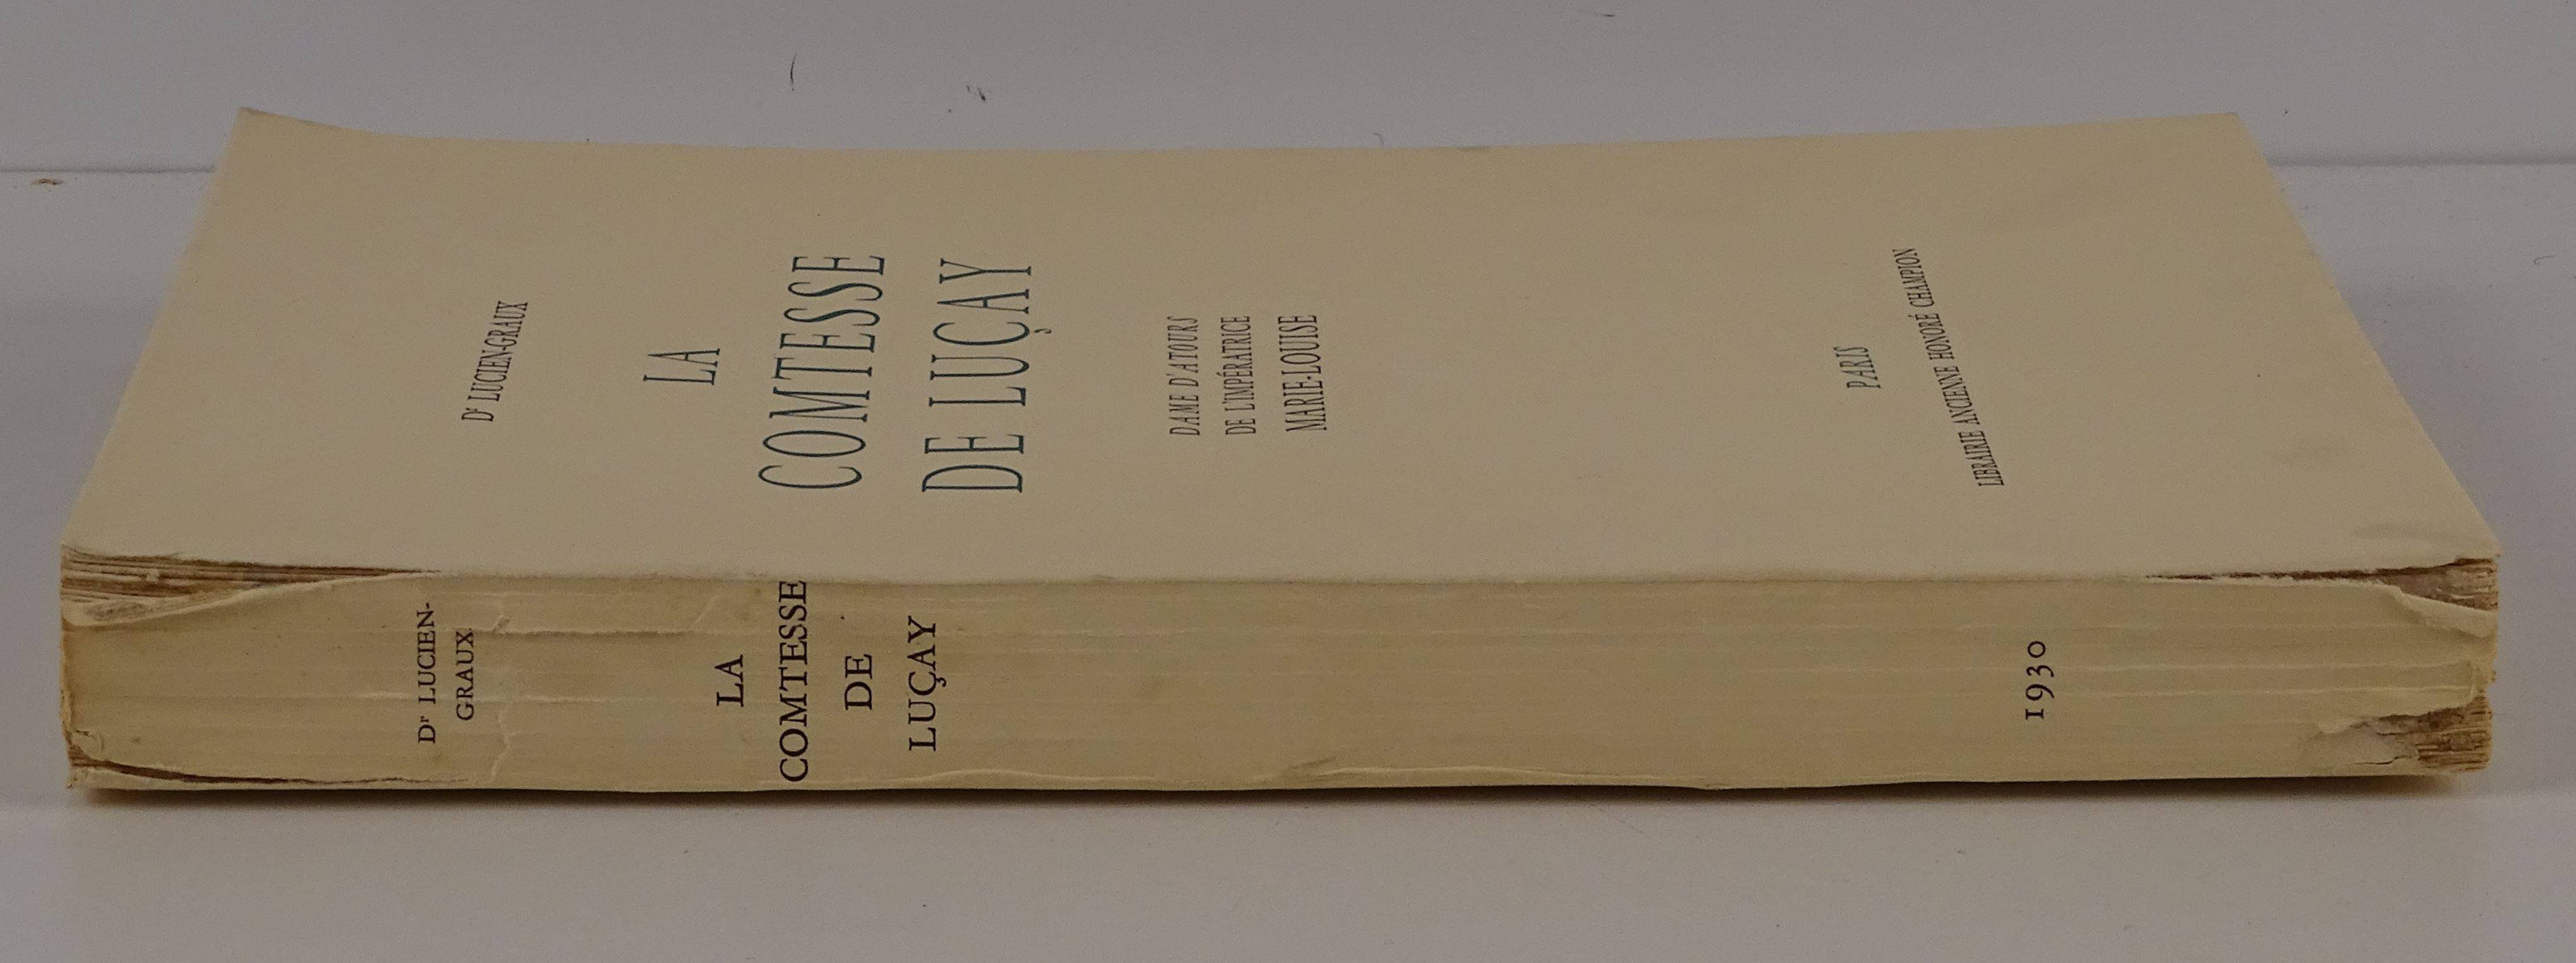 Dʳ LUCIEN-GRAUX
LA
COMTESSE
DE LUÇAY
DAME D'ATOURS
DE L'IMPÉRATRICE
MARIE-LOUISE
PARIS
LIBRAIRIE ANCIENNE HONORÉ CHAMPION
Dʳ LUCIEN-
GRAUX
LA
COMTESSE
DE
LUÇAY
1930